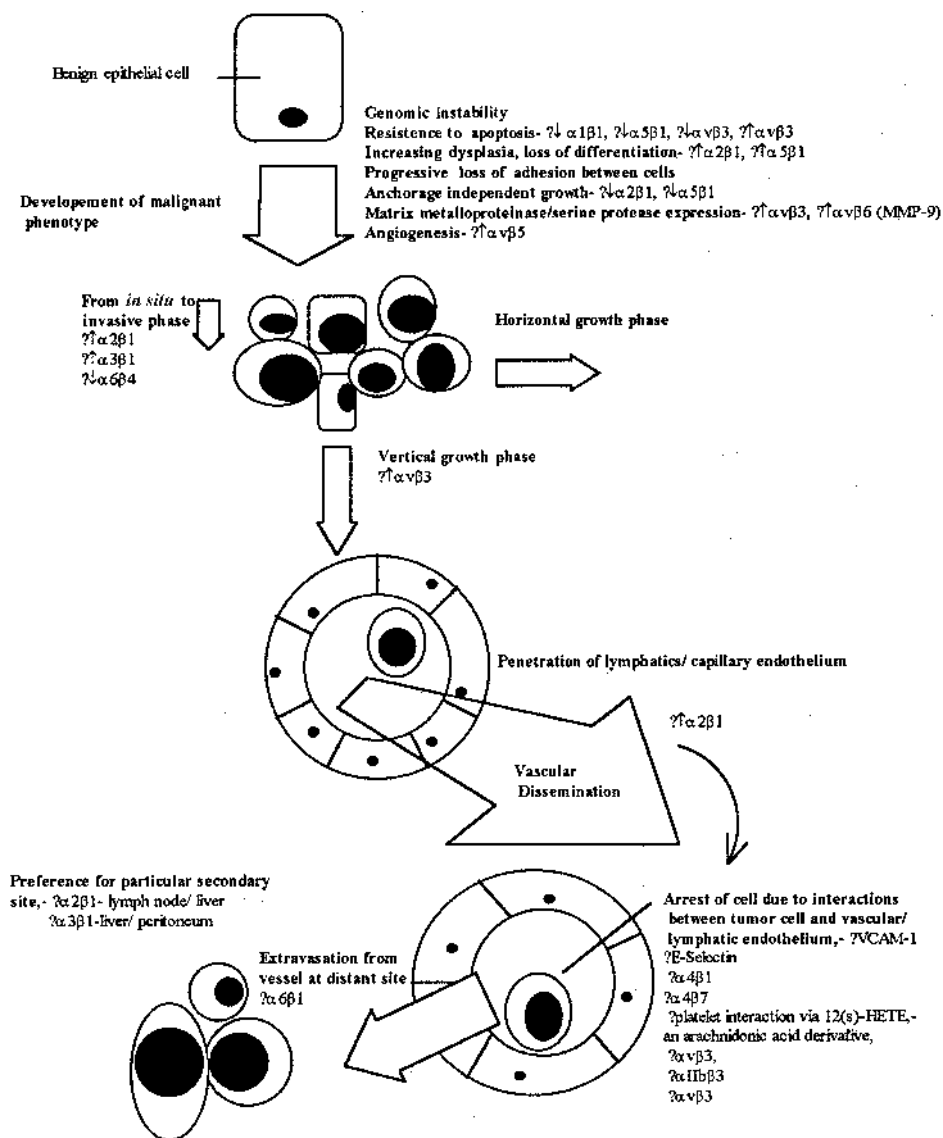 Benign epithelial cell
Genomic instability
Resistence to apoptosis- ?↓α1β1, ?↓α5β1, ?↓αvβ3, ?↑αvβ3
Increasing dysplasia, loss of differentiation- ?↑α2β1, ?↑α5β1
Progressive loss of adhesion between cells
Anchorage independent growth- ?↓α2β1, ?↓α5β1
Matrix metalloproteinase/serine protease expression- ?↑αvβ3, ?↑αvβ6 (MMP-9)
Angiogenesis- ?↑αvβ5
Developement of malignant
phenotype
From in situ to
invasive phase
?↑α2β1
?↑α3β1
?↓α6β4
Horizontal growth phase
Vertical growth phase
?↑αvβ3
Penetration of lymphatics/ capillary endothelium
?↑α2β1
Vascular
Dissemination
Preference for particular secondary
site,- ?α2β1- lymph node/ liver
?α3β1-liver/ peritoneum
Extravasation from
vessel at distant site
?α6β1
Arrest of cell due to interactions
between tumor cell and vascular/
lymphatic endothelium,- ?VCAM-1
?E-Selectin
?α4β1
?α4β7
?platelet interaction via 12(s)-HETE,-
an arachidonic acid derivative,
?αvβ3,
?αIIbβ3
?αvβ3